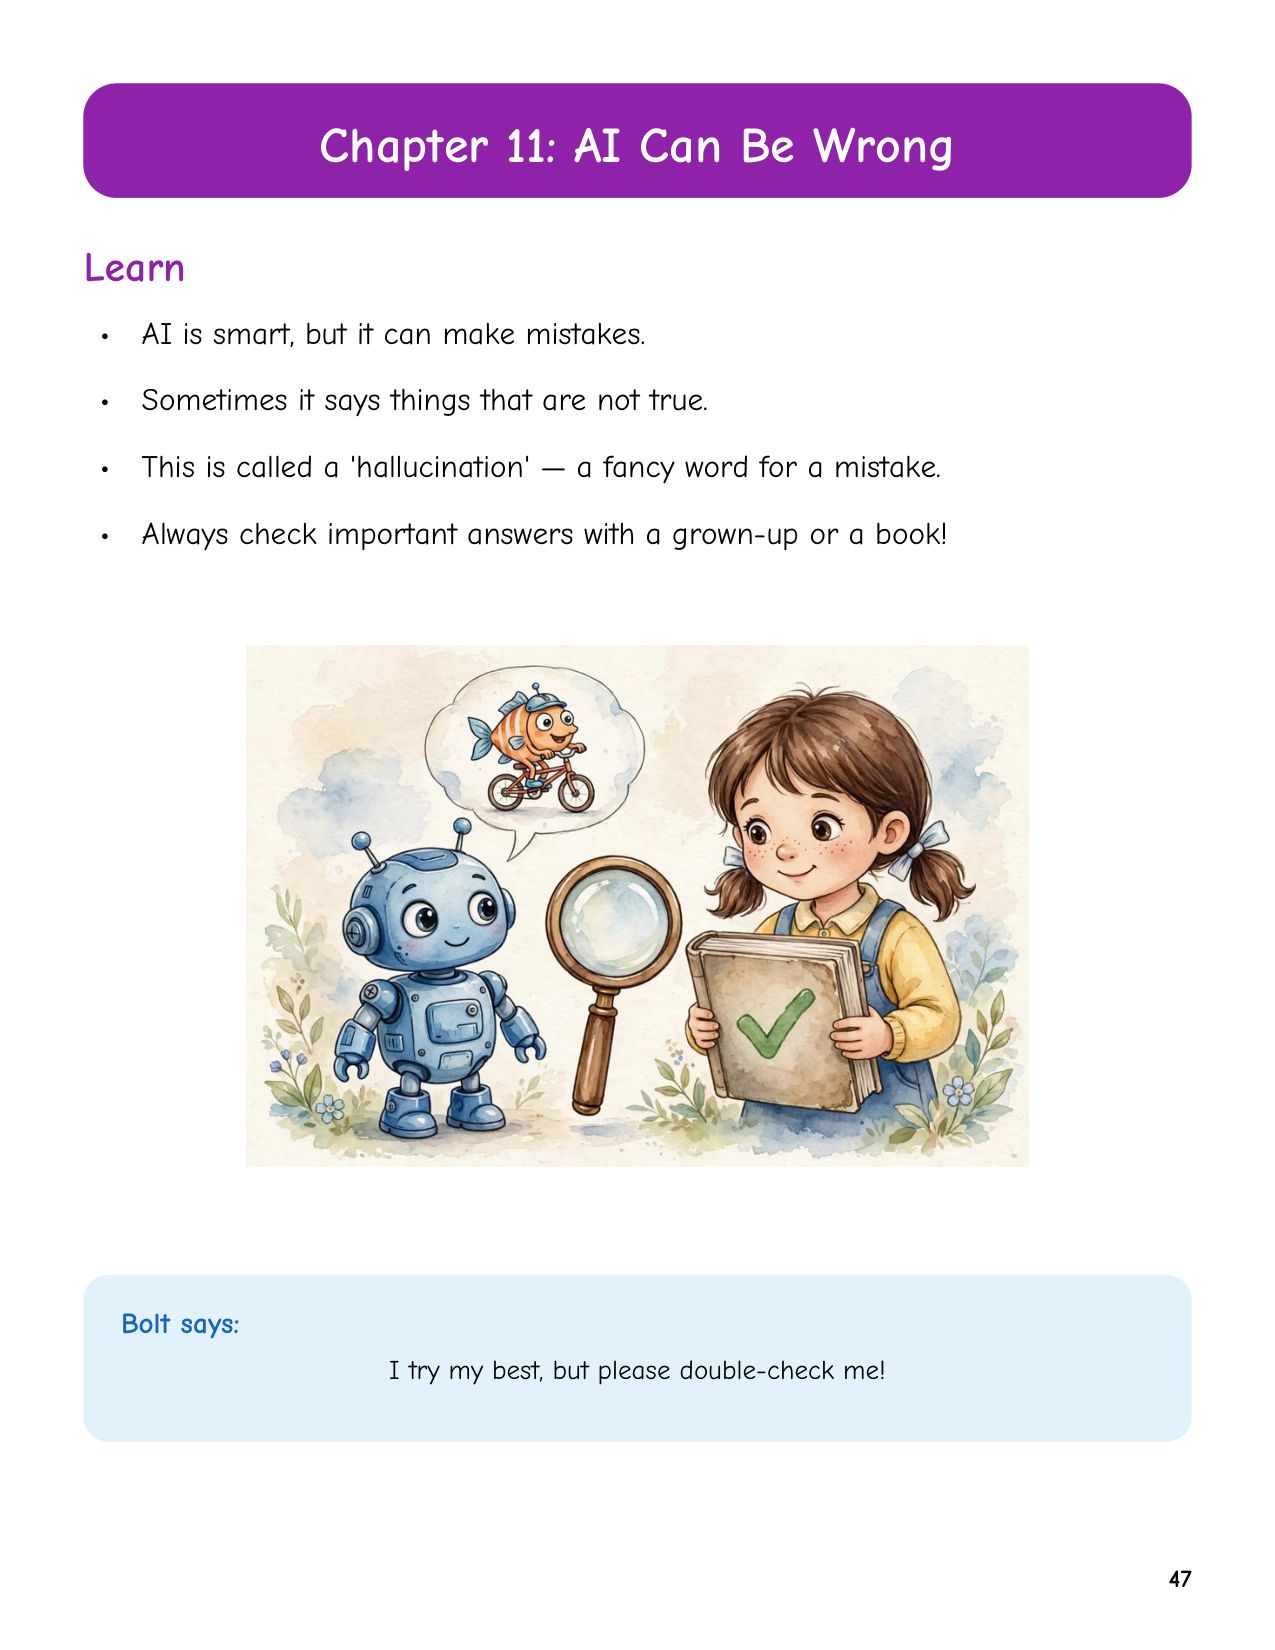 Chapter 11: AI Can Be Wrong
Learn
• AI is smart, but it can make mistakes.
• Sometimes it says things that are not true.
• This is called a 'hallucination' — a fancy word for a mistake.
• Always check important answers with a grown-up or a book!
Bolt says:
I try my best, but please double-check me!
47